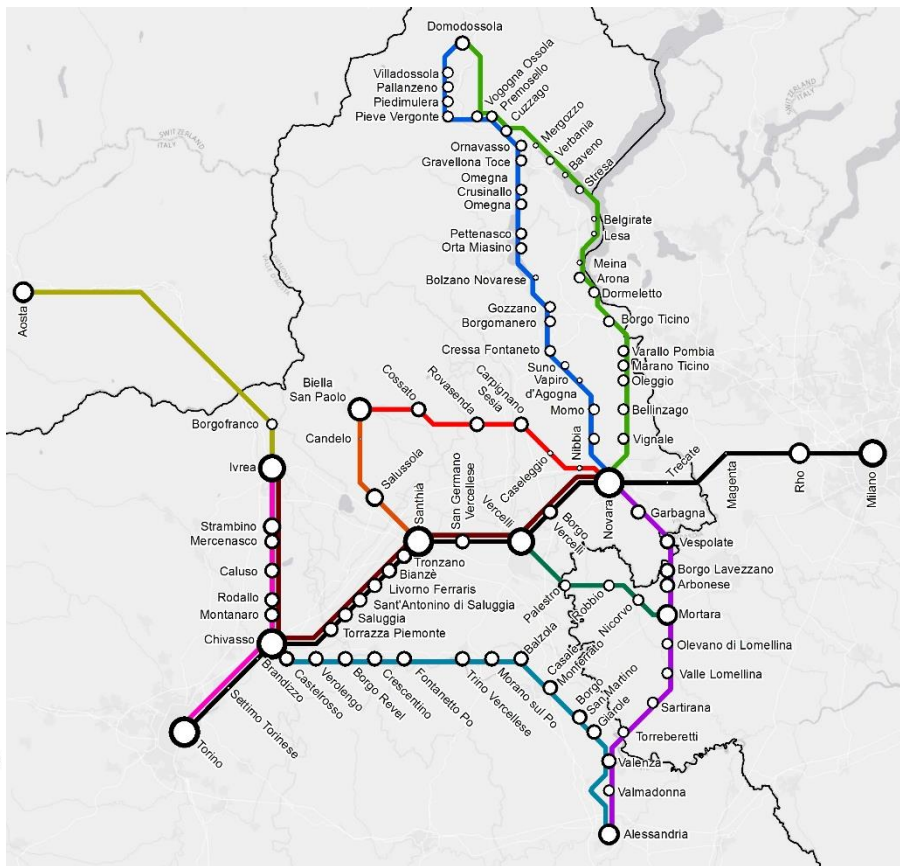 Domodossola
Villadossola
Pallanzeno
Piedimulera
Pieve Vergonte
Vogogna Ossola
Premosello
Cuzzago
Mergozzo
Verbania
Baveno
Stresa
SWITZERLAND
ITALY
SWITZERLAND
ITALY
Ornavasso
Gravellona Toce
Omegna
Crusinallo
Omegna
Pettenasco
Orta Miasino
Bolzano Novarese
Gozzano
Borgomanero
Cressa Fontaneto
Suno
Vapiro
d'Agogna
Momo
Nibbia
Belgirate
Lesa
Meina
Arona
Dormeletto
Borgo Ticino
Varallo Pombia
Marano Ticino
Oleggio
Bellinzago
Vignale
Aosta
Borgofranco
Ivrea
Strambino
Mercenasco
Caluso
Rodallo
Montanaro
Chivasso
Biella
San Paolo
Candelo
Cossato
Rovasenda
Carpignano
Sesia
Caseleggio
Salussola
Santhià
San Germano
Vercellese
Vercelli
Borgo
Vercelli
Novara
Trecate
Magenta
Rho
Milano
Tronzano
Bianzè
Livorno Ferraris
Sant'Antonino di Saluggia
Saluggia
Torrazza Piemonte
Garbagna
Vespolate
Borgo Lavezzano
Arbonese
Mortara
Palestro
Robbio
Nicorvo
Olevano di Lomellina
Valle Lomellina
Sartirana
Torreberetti
Valenza
Valmadonna
Alessandria
Brandizzo
Castelrosso
Verolengo
Borgo Revel
Crescentino
Fontanetto Po
Trino Vercellese
Morano sul Po
Balzola
Casale
Monferrato
Borgo
San Martino
Giarole
Settimo Torinese
Torino